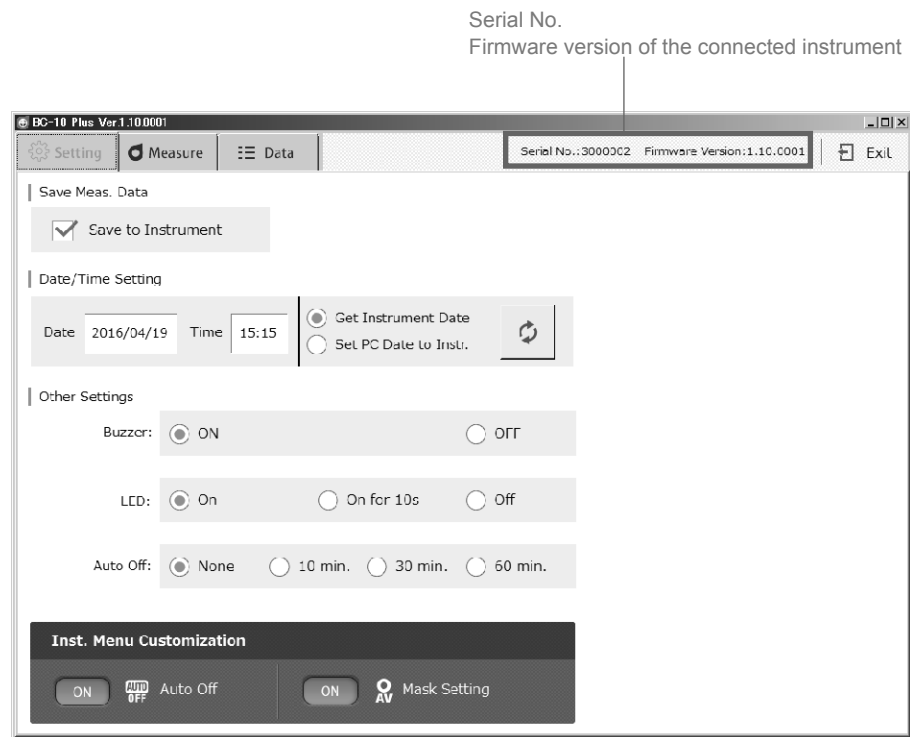 Serial No.
Firmware version of the connected instrument
BC-10 Plus Ver.1.10.0001
Setting Measure Data Serial No.:3000002 Firmware Version:1.10.0001 Exit
Save Meas. Data
Save to Instrument
Date/Time Setting
Get Instrument Date
Date 2016/04/19 Time 15:15
Set PC Date to Instr.
Other Settings
Buzzer: ON OFF
LED: On On for 10s Off
Auto Off: None 10 min. 30 min. 60 min.
Inst. Menu Customization
ON AUTO OFF Auto Off ON AV Mask Setting